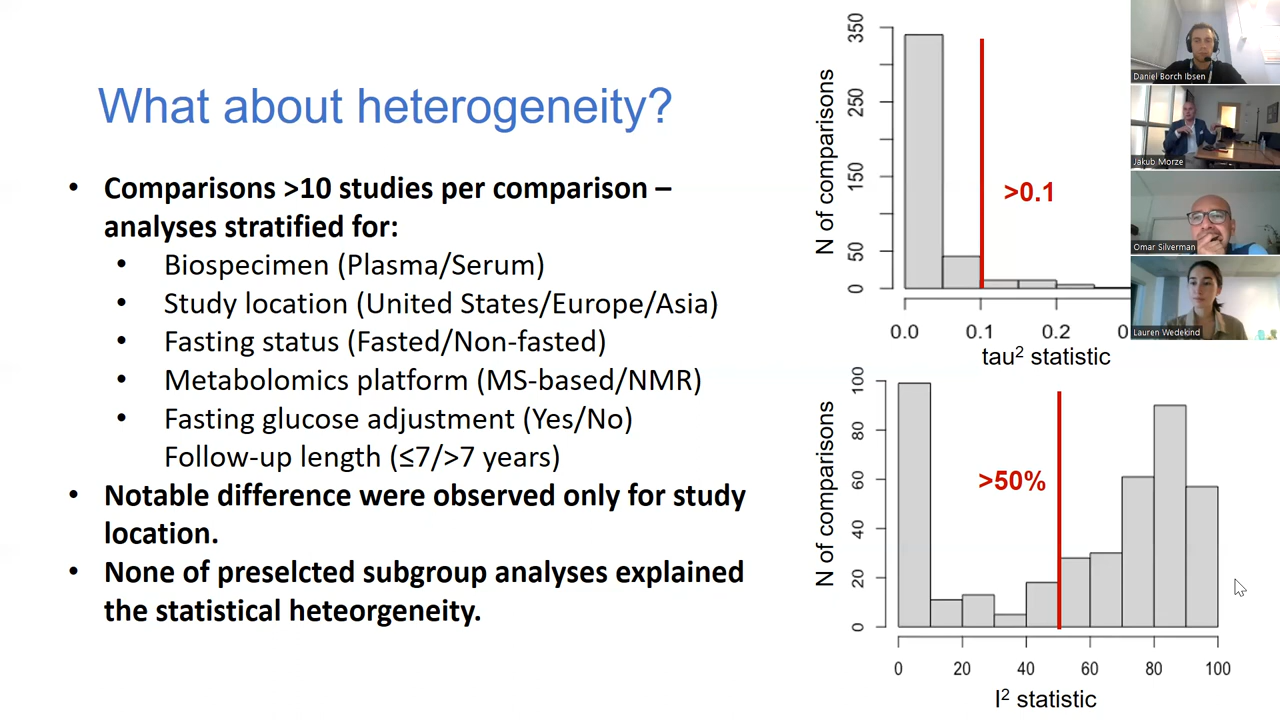 What about heterogeneity?
• Comparisons >10 studies per comparison –
analyses stratified for:
• Biospecimen (Plasma/Serum)
• Study location (United States/Europe/Asia)
• Fasting status (Fasted/Non-fasted)
• Metabolomics platform (MS-based/NMR)
• Fasting glucose adjustment (Yes/No)
Follow-up length (≤7/>7 years)
• Notable difference were observed only for study
location.
• None of preselcted subgroup analyses explained
the statistical heteorgeneity.
N of comparisons
350
250
150
50
0
>0.1
0.0 0.1 0.2 0
tau² statistic
N of comparisons
100
80
60
40
20
0
>50%
0 20 40 60 80 100
I² statistic
Daniel Borch Ibsen
Jakub Morze
Omar Silverman
Lauren Wedekind